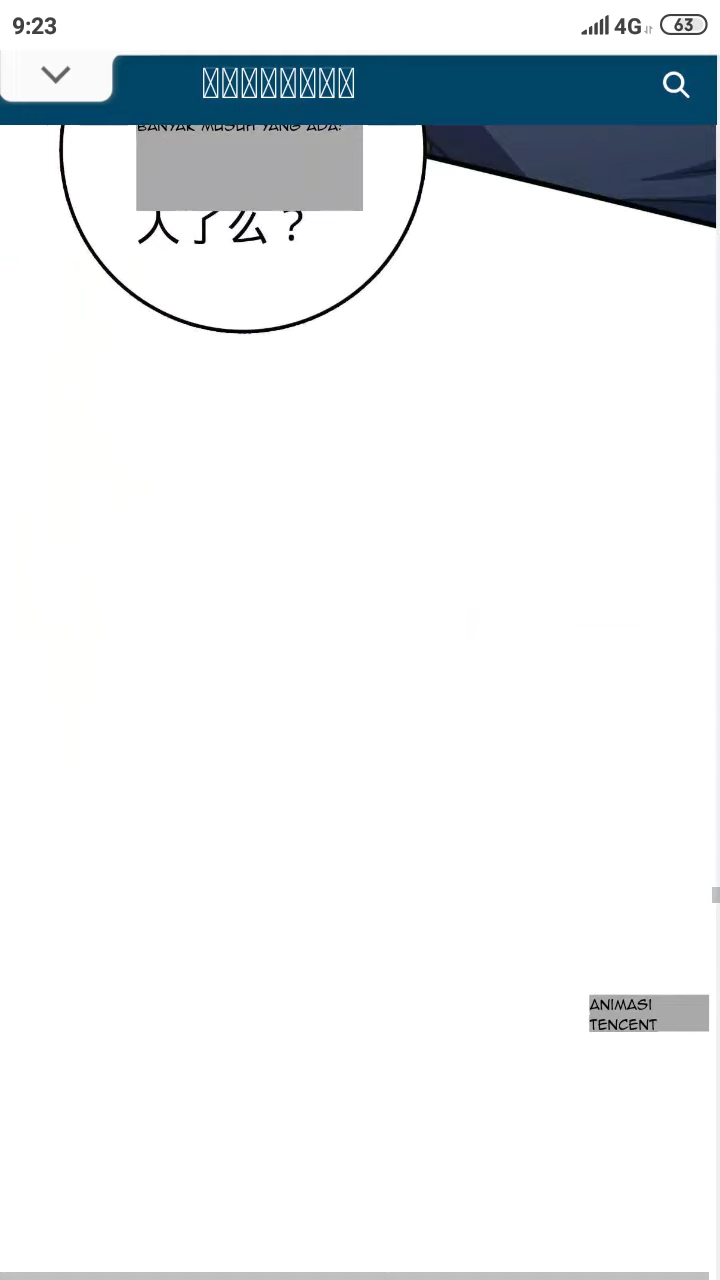 9:23
4G
63
BANYAK MUSUH YANG ADA?
人了么？
ANIMASI
TENCENT